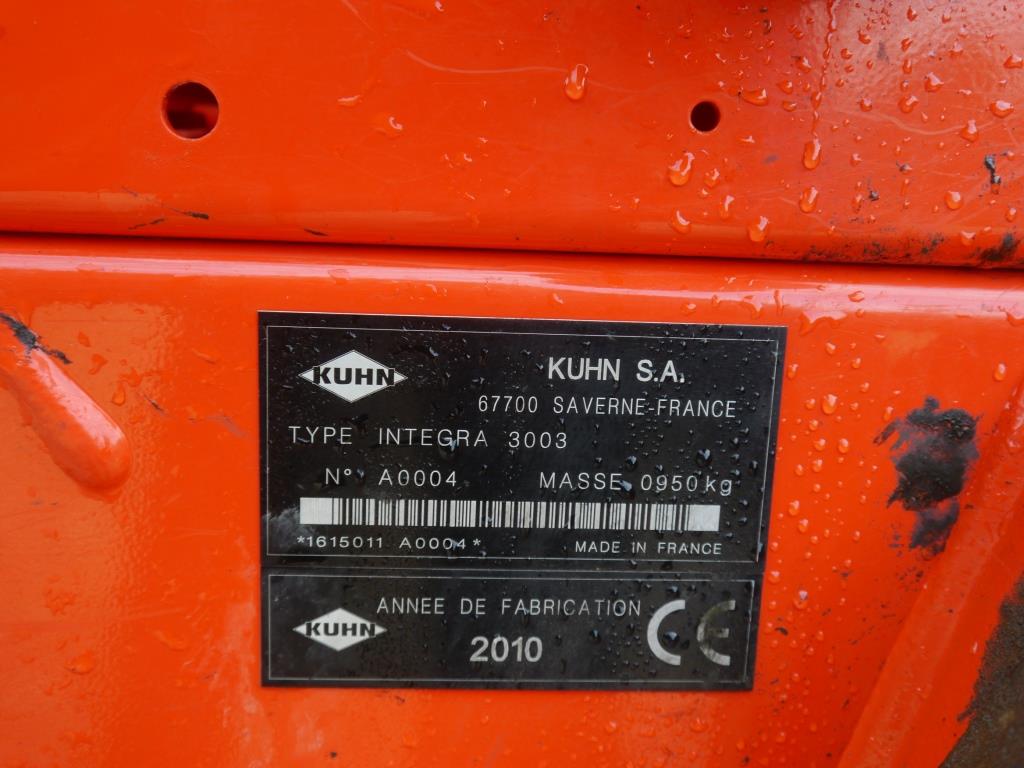 KUHN
KUHN S.A.
67700 SAVERNE-FRANCE
TYPE INTEGRA 3003
N° A0004 MASSE 0950 kg
*1615011 A0004*
MADE IN FRANCE
KUHN
ANNEE DE FABRICATION
2010
CE